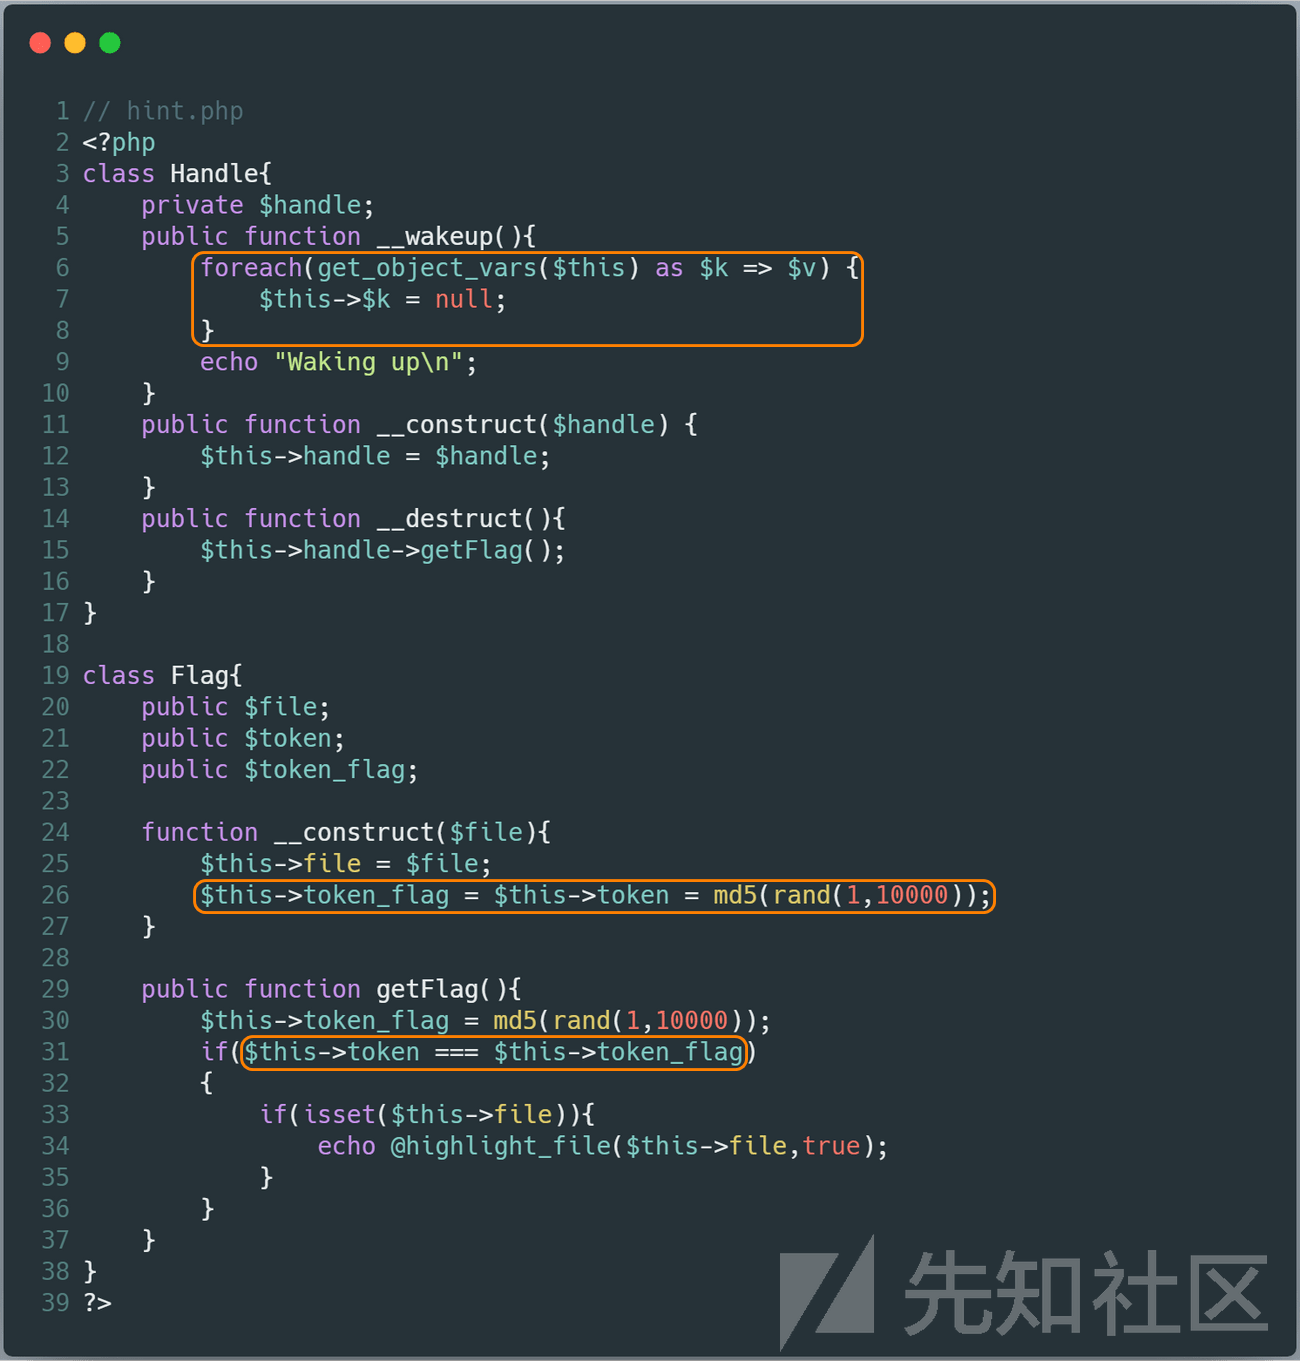 1 // hint.php
2 <?php
3 class Handle{
4     private $handle;
5     public function __wakeup(){
6         foreach(get_object_vars($this) as $k => $v) {
7             $this->$k = null;
8         }
9         echo "Waking up\n";
10     }
11     public function __construct($handle) {
12         $this->handle = $handle;
13     }
14     public function __destruct(){
15         $this->handle->getFlag();
16     }
17 }
18
19 class Flag{
20     public $file;
21     public $token;
22     public $token_flag;
23
24     function __construct($file){
25         $this->file = $file;
26         $this->token_flag = $this->token = md5(rand(1,10000));
27     }
28
29     public function getFlag(){
30         $this->token_flag = md5(rand(1,10000));
31         if($this->token === $this->token_flag)
32         {
33             if(isset($this->file)){
34                 echo @highlight_file($this->file,true);
35             }
36         }
37     }
38 }
39 ?>
先知社区